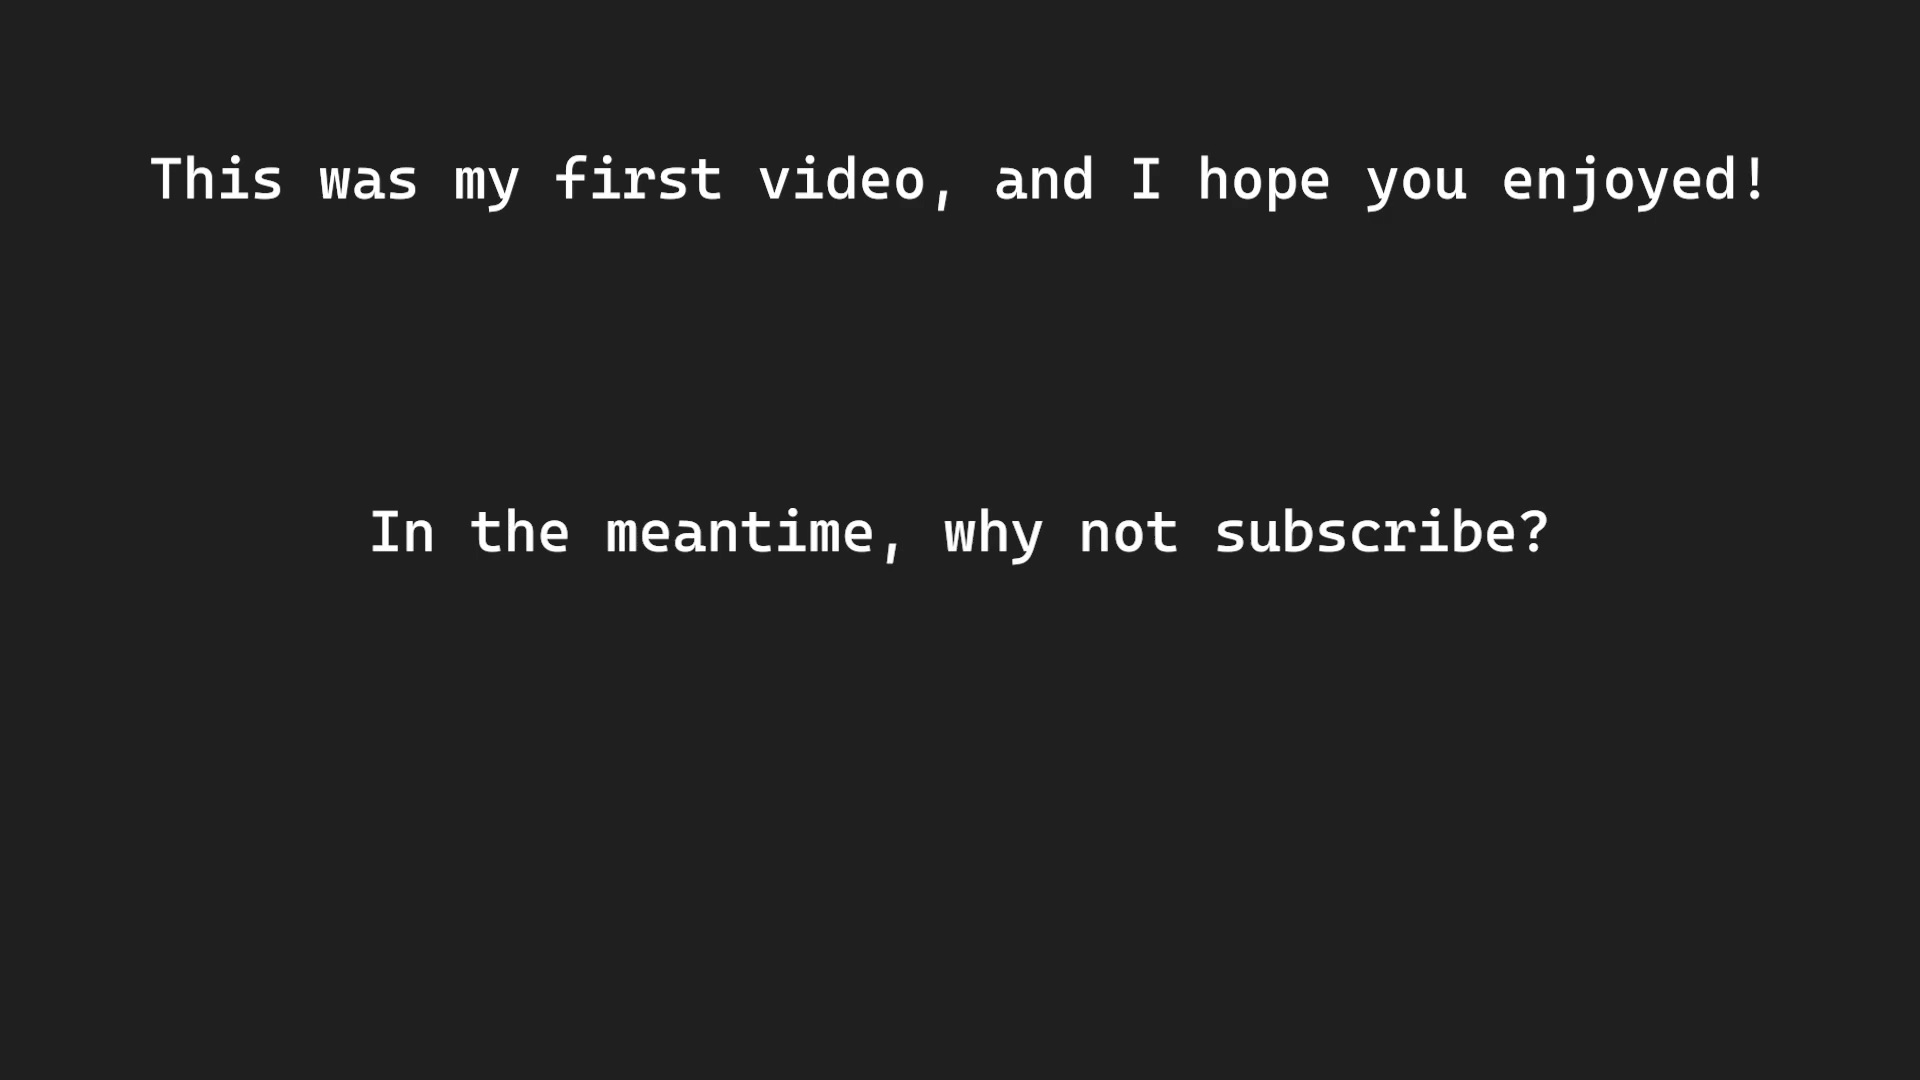 This was my first video, and I hope you enjoyed!
In the meantime, why not subscribe?